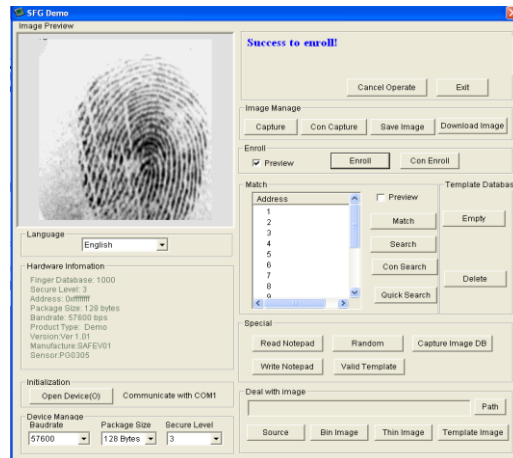 SFG Demo
Image Preview
Success to enroll!
Cancel Operate
Exit
Image Manage
Capture
Con Capture
Save Image
Download Image
Enroll
Preview
Enroll
Con Enroll
Match
Address
1
2
3
4
5
6
7
8
9
Preview
Match
Search
Con Search
Quick Search
Template Databas
Empty
Delete
Language
English
Hardware Infomation
Finger Database: 1000
Secure Level: 3
Address: 0xffffffff
Package Size: 128 bytes
Bandrate: 57600 bps
Product Type: Demo
Version:Ver 1.01
Manufacture:SAFEV01
Sensor:PG0305
Special
Read Notepad
Random
Capture Image DB
Write Notepad
Valid Template
Initialization
Open Device(O)
Communicate with COM1
Device Manage
Baudrate
Package Size
Secure Level
57600
128 Bytes
3
Deal with image
Path
Source
Bin Image
Thin Image
Template Image